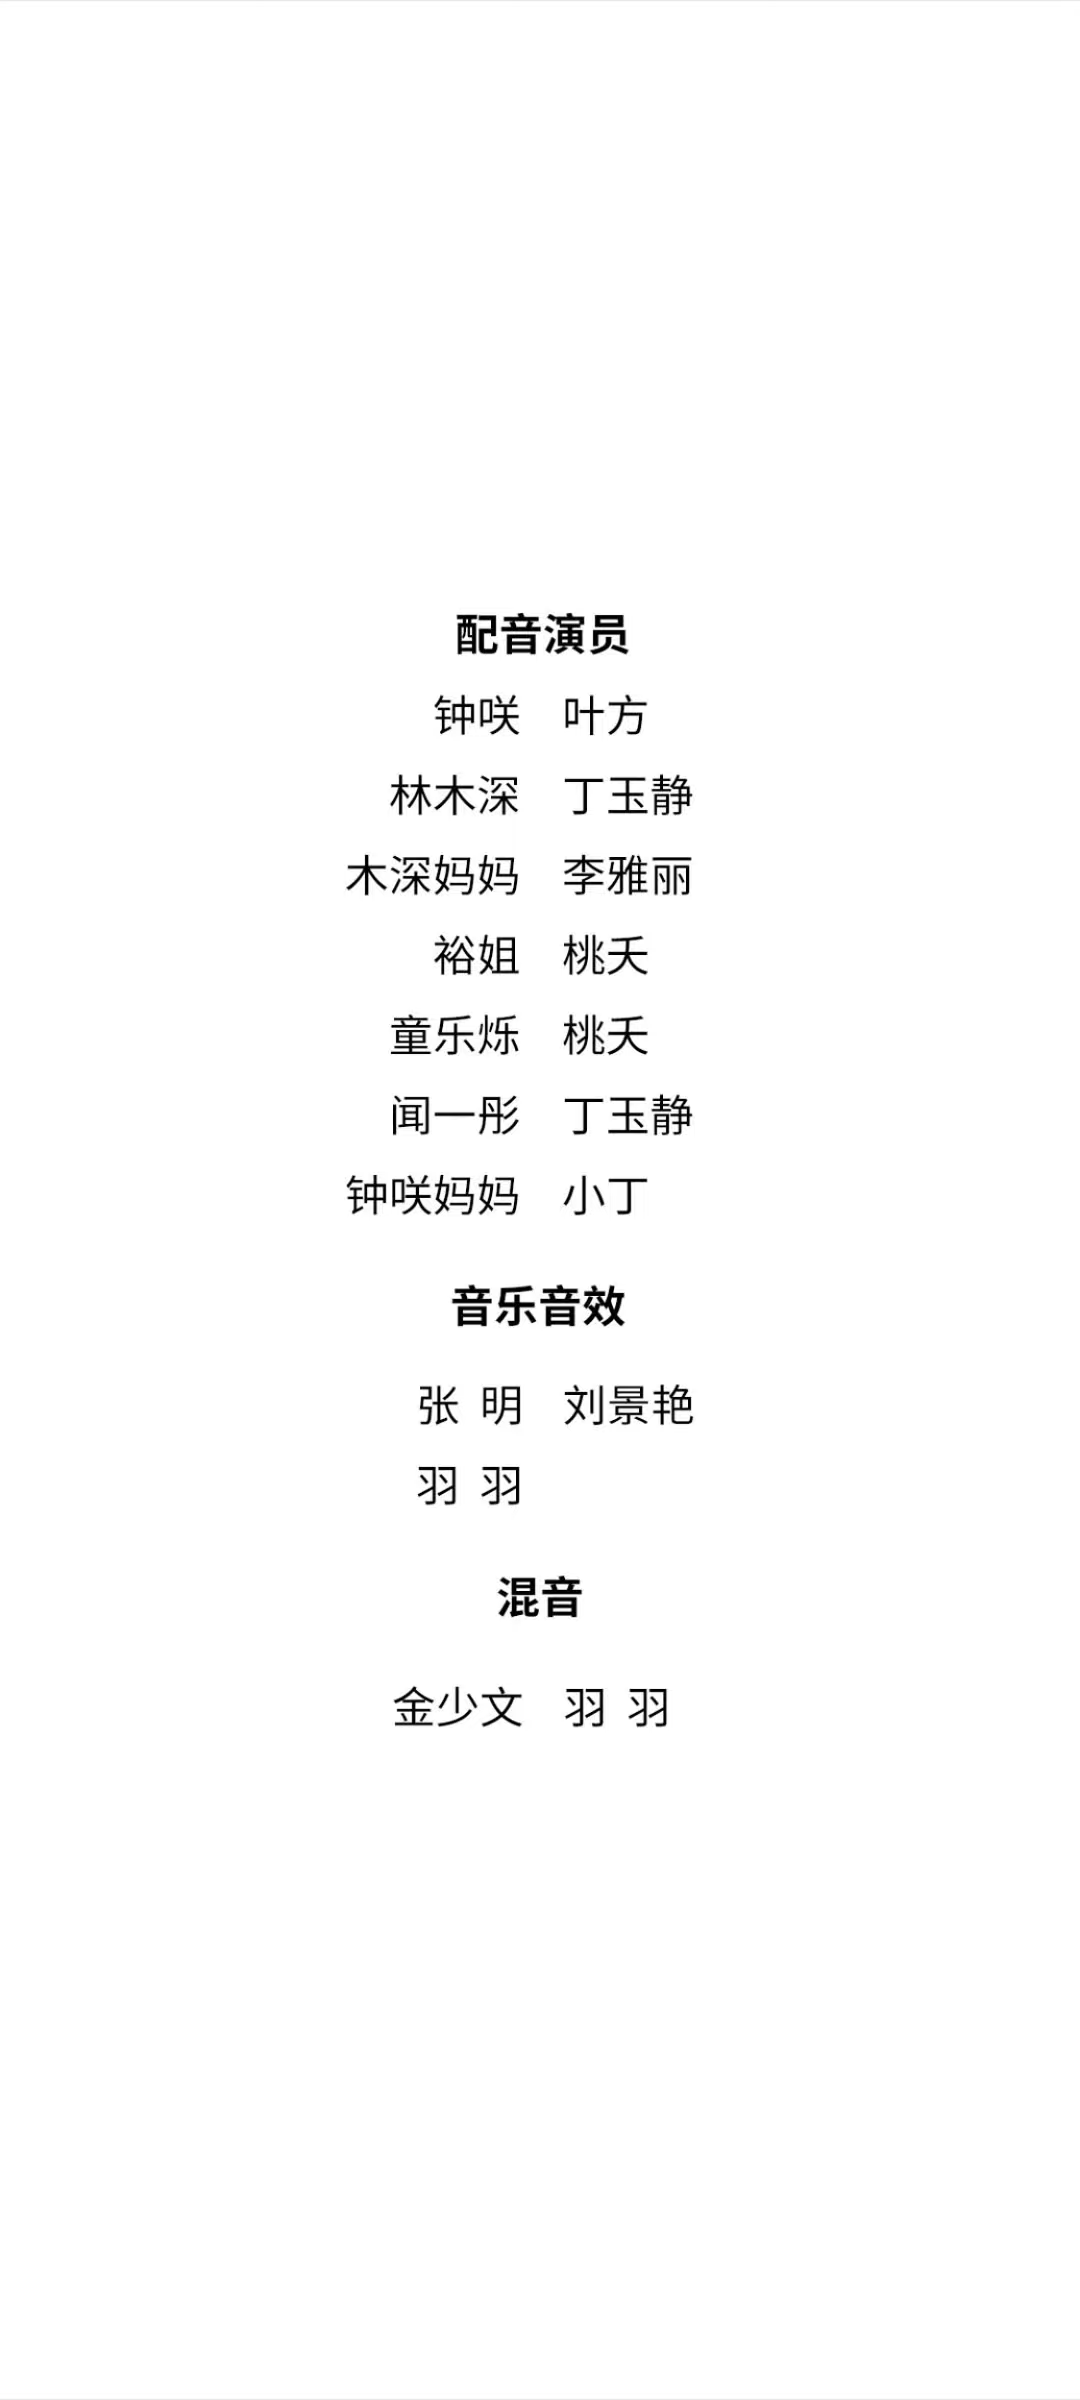 配音演员
钟咲 叶方
林木深 丁玉静
木深妈妈 李雅丽
裕姐 桃夭
童乐烁 桃夭
闻一彤 丁玉静
钟咲妈妈 小丁
音乐音效
张 明 刘景艳
羽 羽
混音
金少文 羽 羽